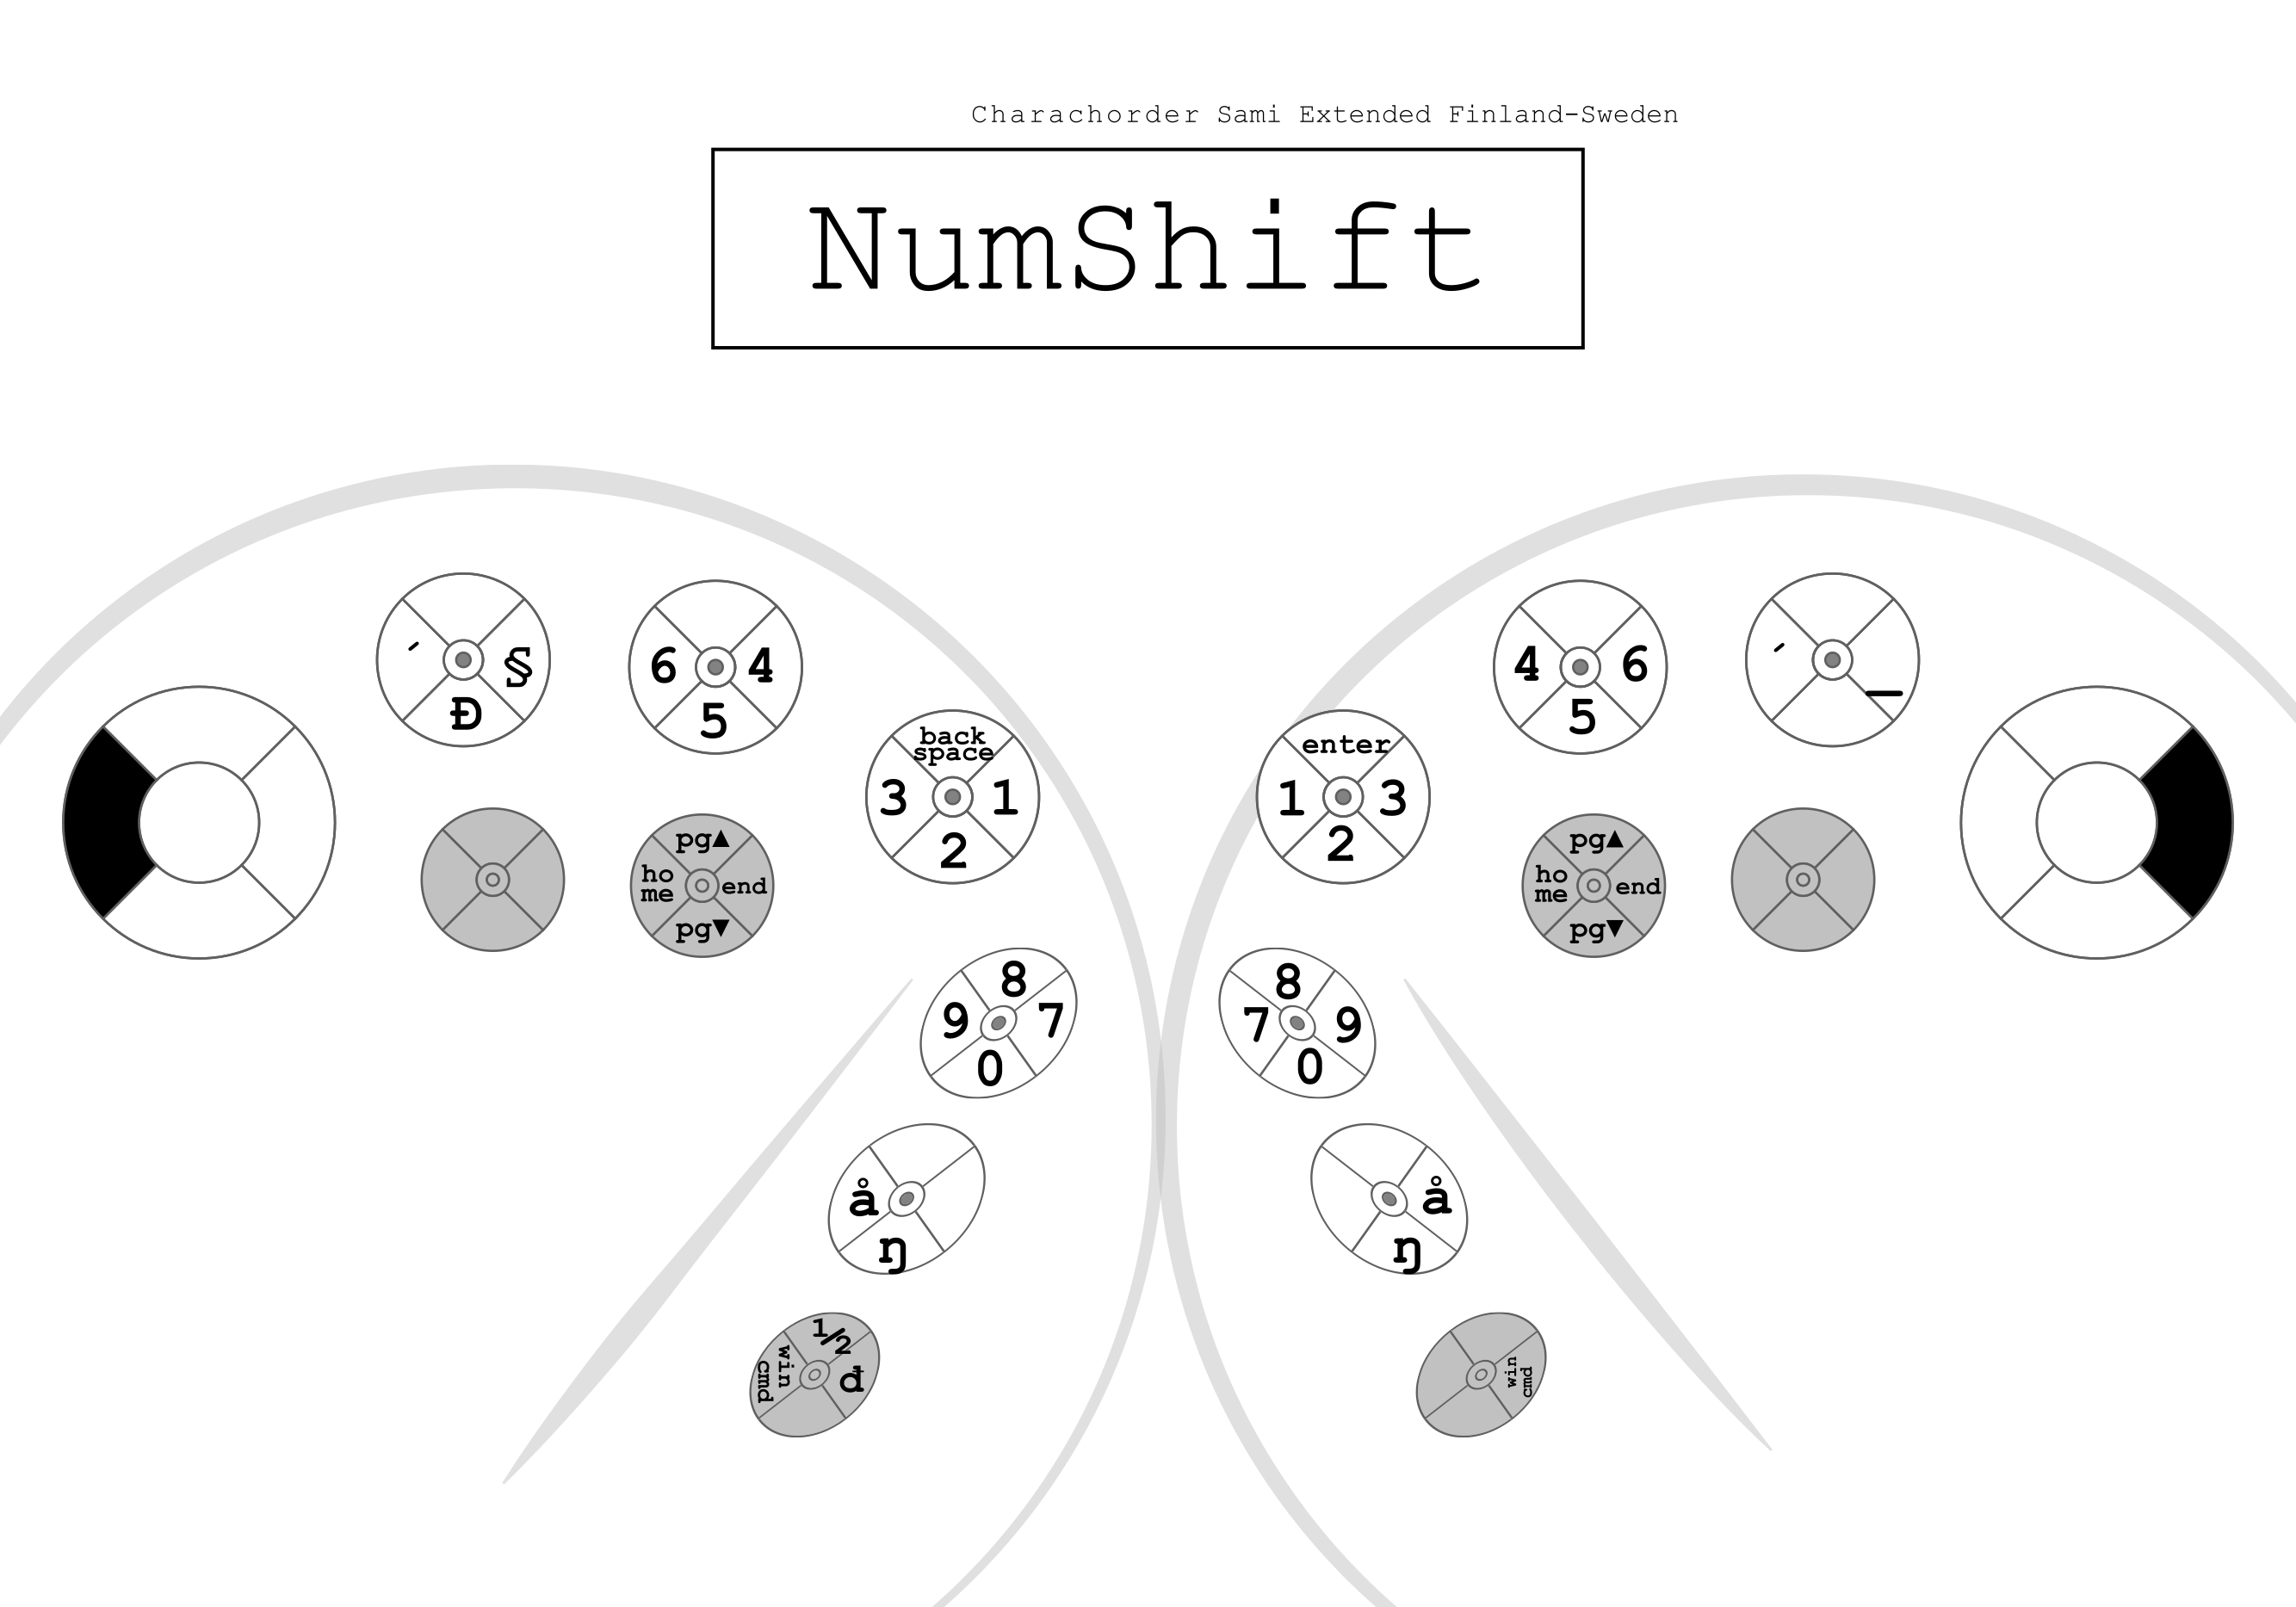 Charachorder Sami Extended Finland-Sweden
NumShift
´ § Đ
6 4 5
back
space
3 1
2
pg▲
ho
me
end
pg▼
8
9 7
0
å
ŋ
½
win
cmd
đ
enter
1 3
2
4 6
5
´ _
pg▲
ho
me
end
pg▼
8
7 9
0
å
ŋ
win
cmd